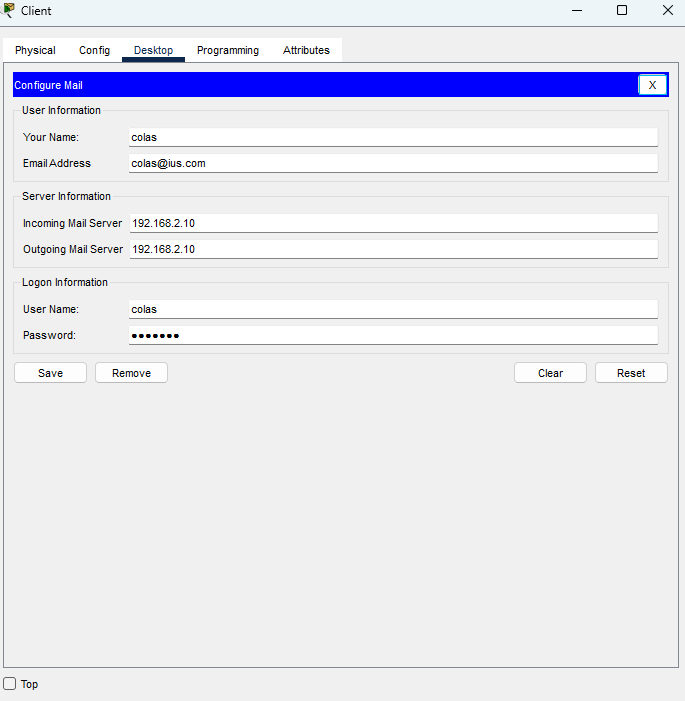 Client
Physical Config Desktop Programming Attributes
Configure Mail X
User Information
Your Name: colas
Email Address colas@ius.com
Server Information
Incoming Mail Server 192.168.2.10
Outgoing Mail Server 192.168.2.10
Logon Information
User Name: colas
Password: •••••••
Save Remove Clear Reset
Top